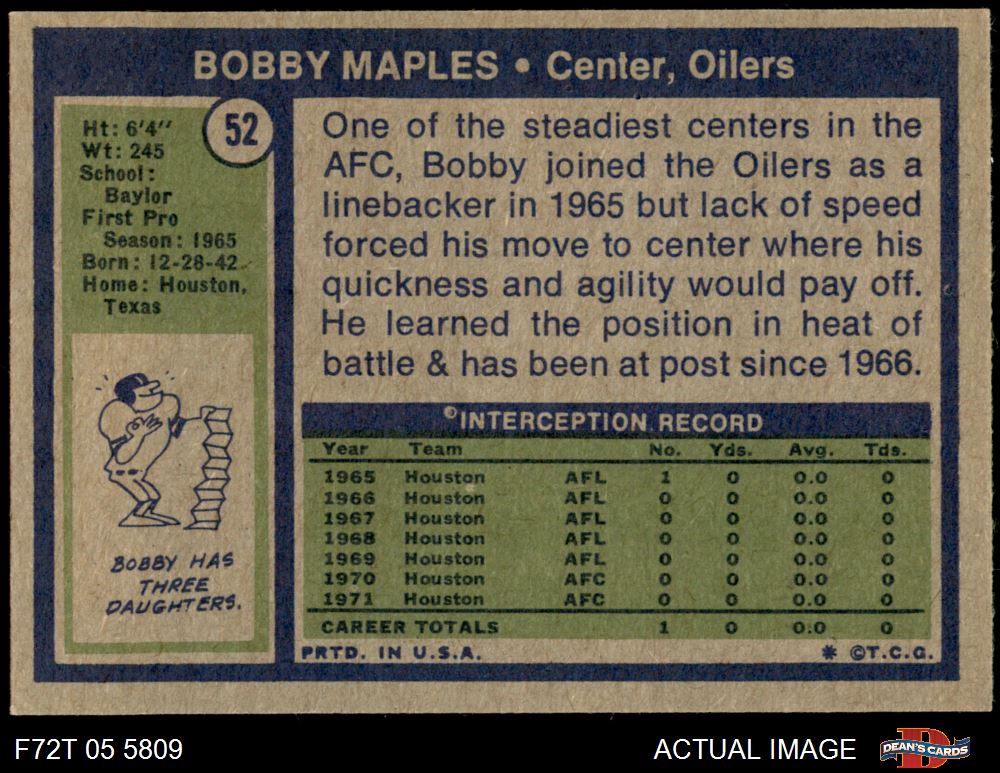 BOBBY MAPLES • Center, Oilers
52
Ht: 6'4"
Wt: 245
School:
Baylor
First Pro
Season: 1965
Born: 12-28-42
Home: Houston,
Texas
BOBBY HAS
THREE
DAUGHTERS.
One of the steadiest centers in the
AFC, Bobby joined the Oilers as a
linebacker in 1965 but lack of speed
forced his move to center where his
quickness and agility would pay off.
He learned the position in heat of
battle & has been at post since 1966.
©INTERCEPTION RECORD
Year Team No. Yds. Avg. Tds.
1965 Houston AFL 1 0 0.0 0
1966 Houston AFL 0 0 0.0 0
1967 Houston AFL 0 0 0.0 0
1968 Houston AFL 0 0 0.0 0
1969 Houston AFL 0 0 0.0 0
1970 Houston AFC 0 0 0.0 0
1971 Houston AFC 0 0 0.0 0
CAREER TOTALS 1 0 0.0 0
PRTD. IN U.S.A. * ©T.C.G.
F72T 05 5809 ACTUAL IMAGE DEAN'S CARDS